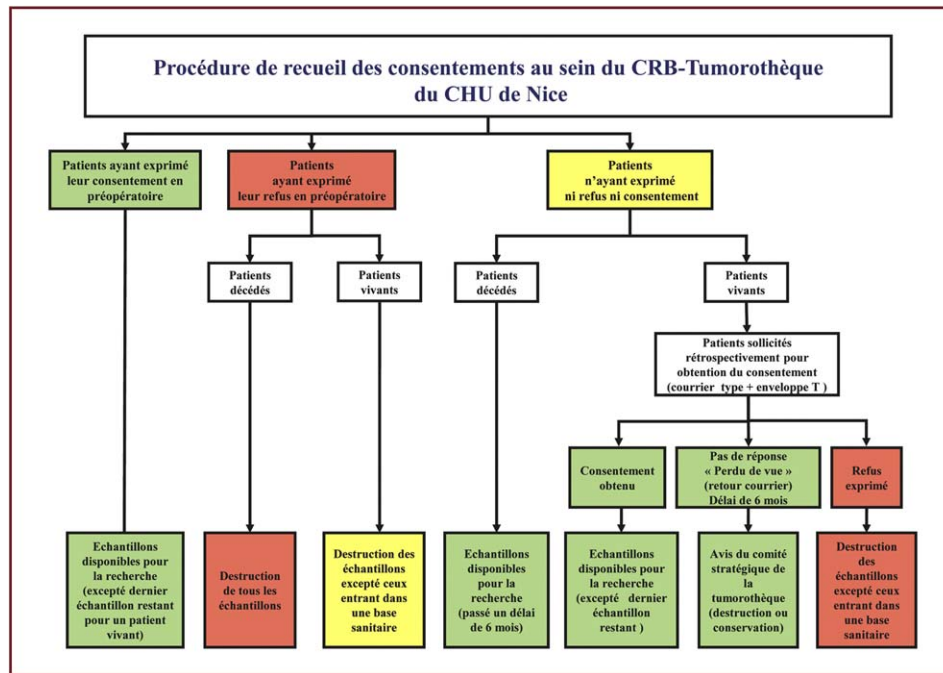 Procédure de recueil des consentements au sein du CRB-Tumorothèque
du CHU de Nice
Patients ayant exprimé
leur consentement en
préopératoire
Patients
ayant exprimé
leur refus en préopératoire
Patients
n’ayant exprimé
ni refus ni consentement
Patients
décédés
Patients
vivants
Patients
décédés
Patients
vivants
Patients sollicités
rétrospectivement pour
obtention du consentement
(courrier type + enveloppe T )
Consentement
obtenu
Pas de réponse
« Perdu de vue »
(retour courrier)
Délai de 6 mois
Refus
exprimé
Echantillons
disponibles pour
la recherche
(excepté dernier
échantillon restant
pour un patient
vivant)
Destruction
de tous les
échantillons
Destruction des
échantillons
excepté ceux
entrant dans
une base
sanitaire
Echantillons
disponibles
pour la
recherche
(passé un délai
de 6 mois)
Echantillons
disponibles pour
la recherche
(excepté dernier
échantillon
restant )
Avis du comité
stratégique de
la
tumorothèque
(destruction ou
conservation)
Destruction
des
échantillons
excepté ceux
entrant dans
une base
sanitaire